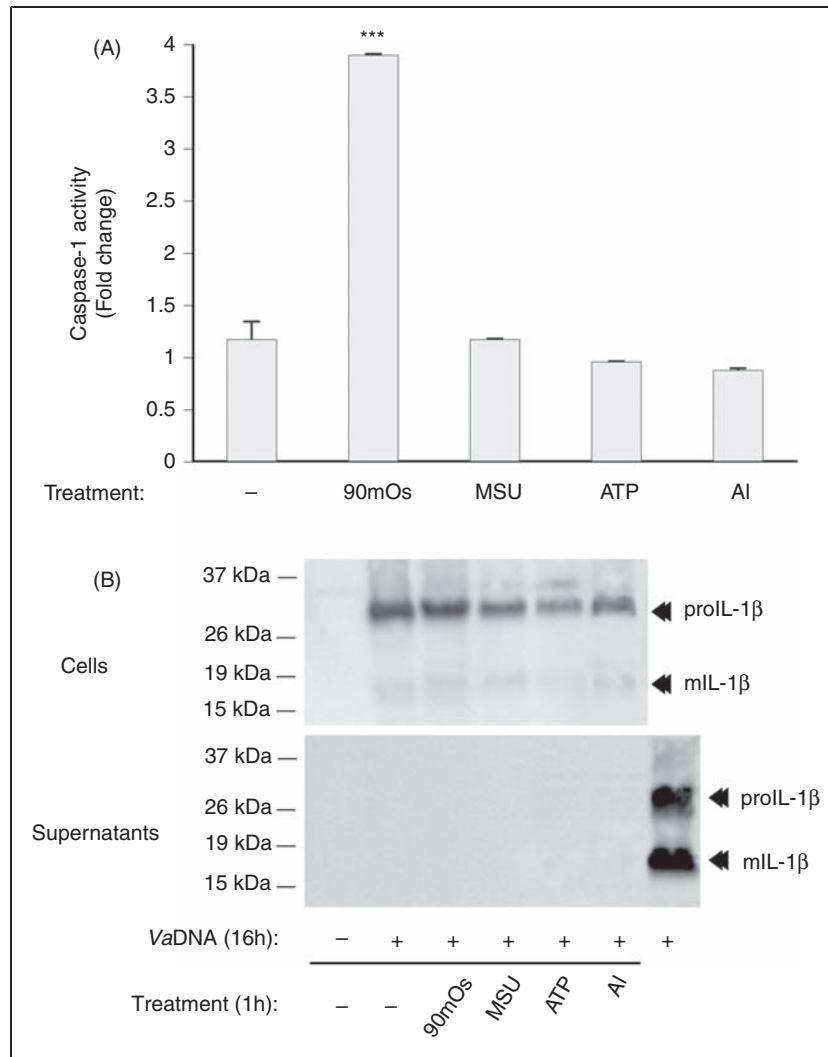 (A)
***
4
3.5
3
2.5
2
1.5
1
0.5
0
Caspase-1 activity
(Fold change)
Treatment: – 90mOs MSU ATP Al
(B)
37 kDa
26 kDa
19 kDa
15 kDa
Cells
proIL-1β
mIL-1β
37 kDa
26 kDa
19 kDa
15 kDa
Supernatants
proIL-1β
mIL-1β
VaDNA (16h): – + + + + + +
Treatment (1h): – – 90mOs MSU ATP Al